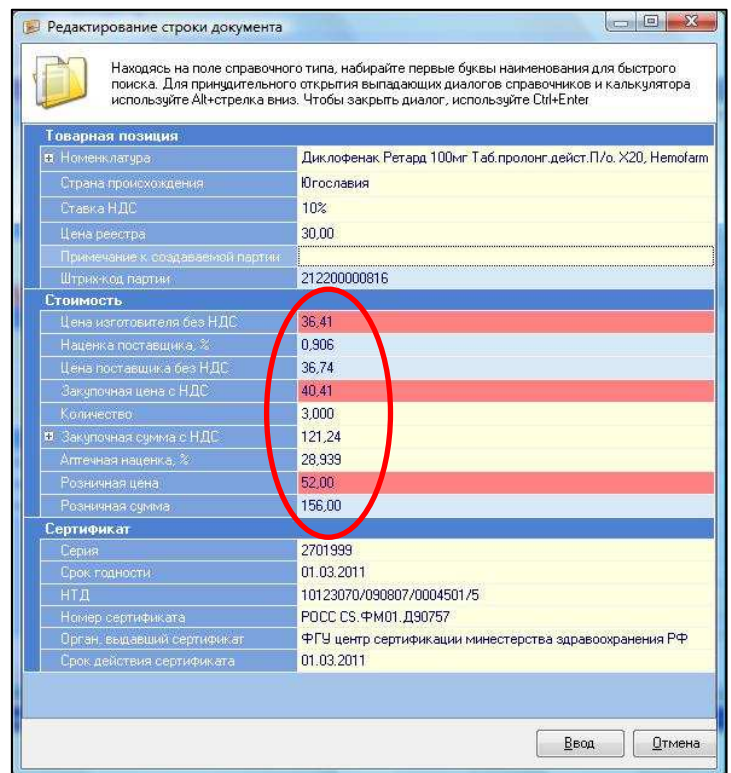 Редактирование строки документа
Находясь на поле справочного типа, набирайте первые буквы наименования для быстрого
поиска. Для принудительного открытия выпадающих диалогов справочников и калькулятора
используйте Alt+стрелка вниз. Чтобы закрыть диалог, используйте Ctrl+Enter
Товарная позиция
Номенклатура Диклофенак Ретард 100мг Таб.пролонг.дейст.П/о. Х20, Hemofarm
Страна происхождения Югославия
Ставка НДС 10%
Цена реестра 30,00
Примечание к создаваемой партии
Штрих-код партии 212200000816
Стоимость
Цена изготовителя без НДС 36,41
Наценка поставщика, % 0,906
Цена поставщика без НДС 36,74
Закупочная цена с НДС 40,41
Количество 3,000
Закупочная сумма с НДС 121,24
Аптечная наценка, % 28,939
Розничная цена 52,00
Розничная сумма 156,00
Сертификат
Серия 2701999
Срок годности 01.03.2011
НТД 10123070/090807/0004501/5
Номер сертификата РОСС CS.ФМ01.Д90757
Орган, выдавший сертификат ФГУ центр сертификации минестерства здравоохранения РФ
Срок действия сертификата 01.03.2011
Ввод Отмена